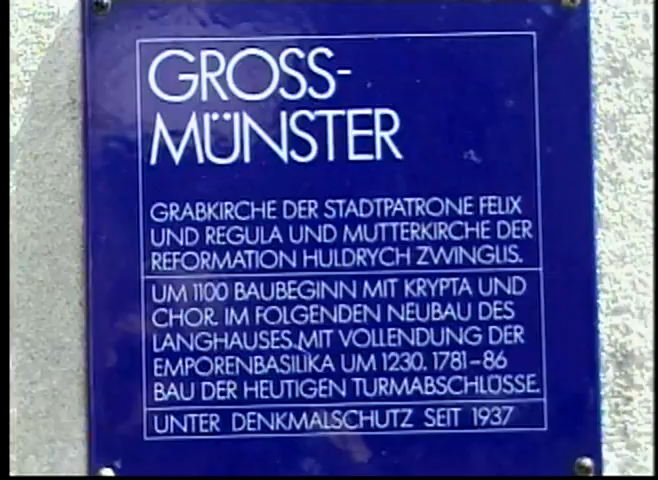 GROSS-
MÜNSTER
GRABKIRCHE DER STADTPATRONE FELIX
UND REGULA UND MUTTERKIRCHE DER
REFORMATION HULDRYCH ZWINGLIS.
UM 1100 BAUBEGINN MIT KRYPTA UND
CHOR. IM FOLGENDEN NEUBAU DES
LANGHAUSES, MIT VOLLENDUNG DER
EMPORENBASILIKA UM 1230. 1781-86
BAU DER HEUTIGEN TURMABSCHLÜSSE.
UNTER DENKMALSCHUTZ SEIT 1937